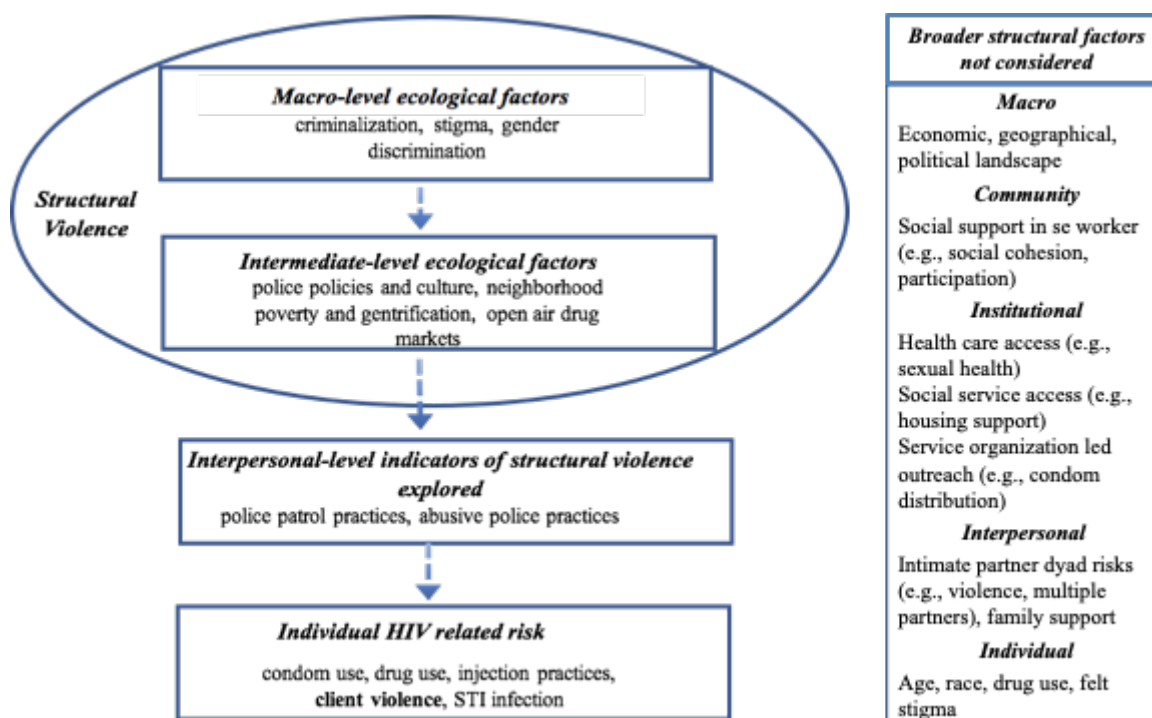 Macro-level ecological factors
criminalization, stigma, gender
discrimination
Structural
Violence
Intermediate-level ecological factors
police policies and culture, neighborhood
poverty and gentrification, open air drug
markets
Interpersonal-level indicators of structural violence
explored
police patrol practices, abusive police practices
Individual HIV related risk
condom use, drug use, injection practices,
client violence, STI infection
Broader structural factors
not considered
Macro
Economic, geographical,
political landscape
Community
Social support in se worker
(e.g., social cohesion,
participation)
Institutional
Health care access (e.g.,
sexual health)
Social service access (e.g.,
housing support)
Service organization led
outreach (e.g., condom
distribution)
Interpersonal
Intimate partner dyad risks
(e.g., violence, multiple
partners), family support
Individual
Age, race, drug use, felt
stigma